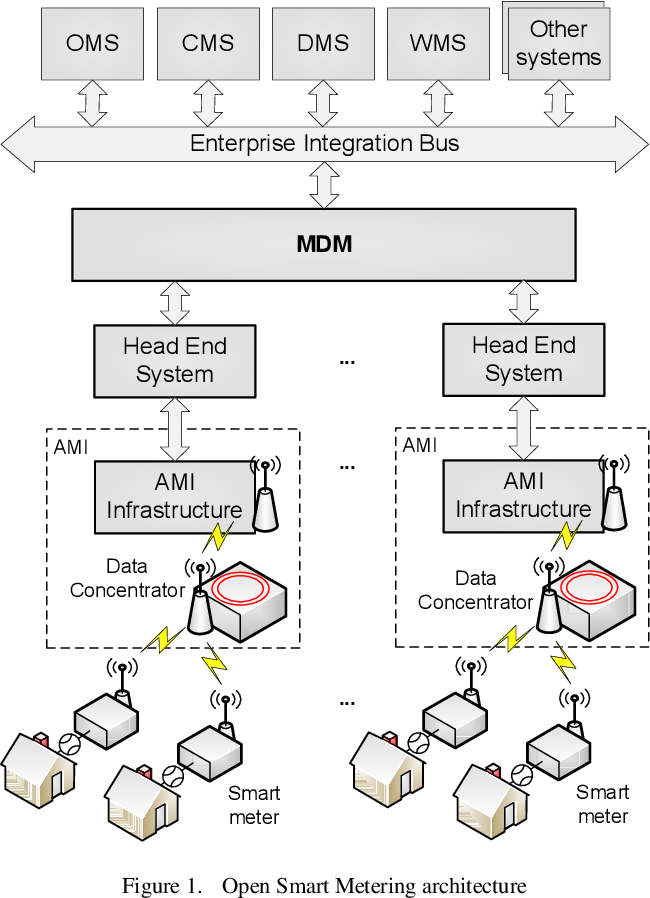 OMS
CMS
DMS
WMS
Other
systems
Enterprise Integration Bus
MDM
Head End
System
...
Head End
System
AMI
AMI
Infrastructure
...
AMI
AMI
Infrastructure
Data
Concentrator
Data
Concentrator
...
Smart
meter
Smart
meter
Figure 1. Open Smart Metering architecture